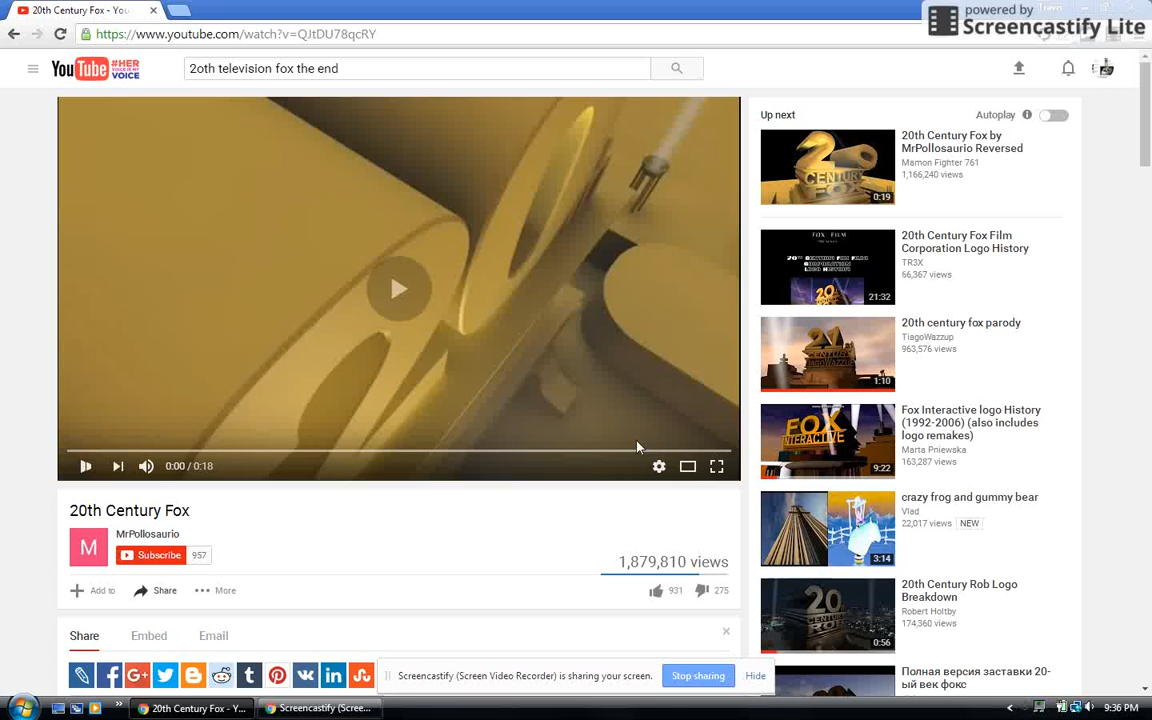 20th Century Fox - You
powered by
Screencastify Lite
https://www.youtube.com/watch?v=QJtDU78qcRY
YouTube #HER VOICE IS MY VOICE
2oth television fox the end
Up next
Autoplay
20th Century Fox by
MrPollosaurio Reversed
Mamon Fighter 761
1,166,240 views
0:19
20th Century Fox Film
Corporation Logo History
TR3X
66,367 views
21:32
20th century fox parody
TiagoWazzup
963,576 views
1:10
Fox Interactive logo History
(1992-2006) (also includes
logo remakes)
Marta Pniewska
163,287 views
FOX
INTERACTIVE
9:22
crazy frog and gummy bear
Vlad
22,017 views NEW
3:14
20th Century Rob Logo
Breakdown
Robert Holtby
174,360 views
0:56
Полная версия заставки 20-
ый век фокс
0:00 / 0:18
20th Century Fox
M
MrPollosaurio
Subscribe 957
1,879,810 views
Add to Share More
931 275
Share Embed Email
Screencastify (Screen Video Recorder) is sharing your screen. Stop sharing Hide
20th Century Fox - Y...
Screencastify (Scree...
9:36 PM